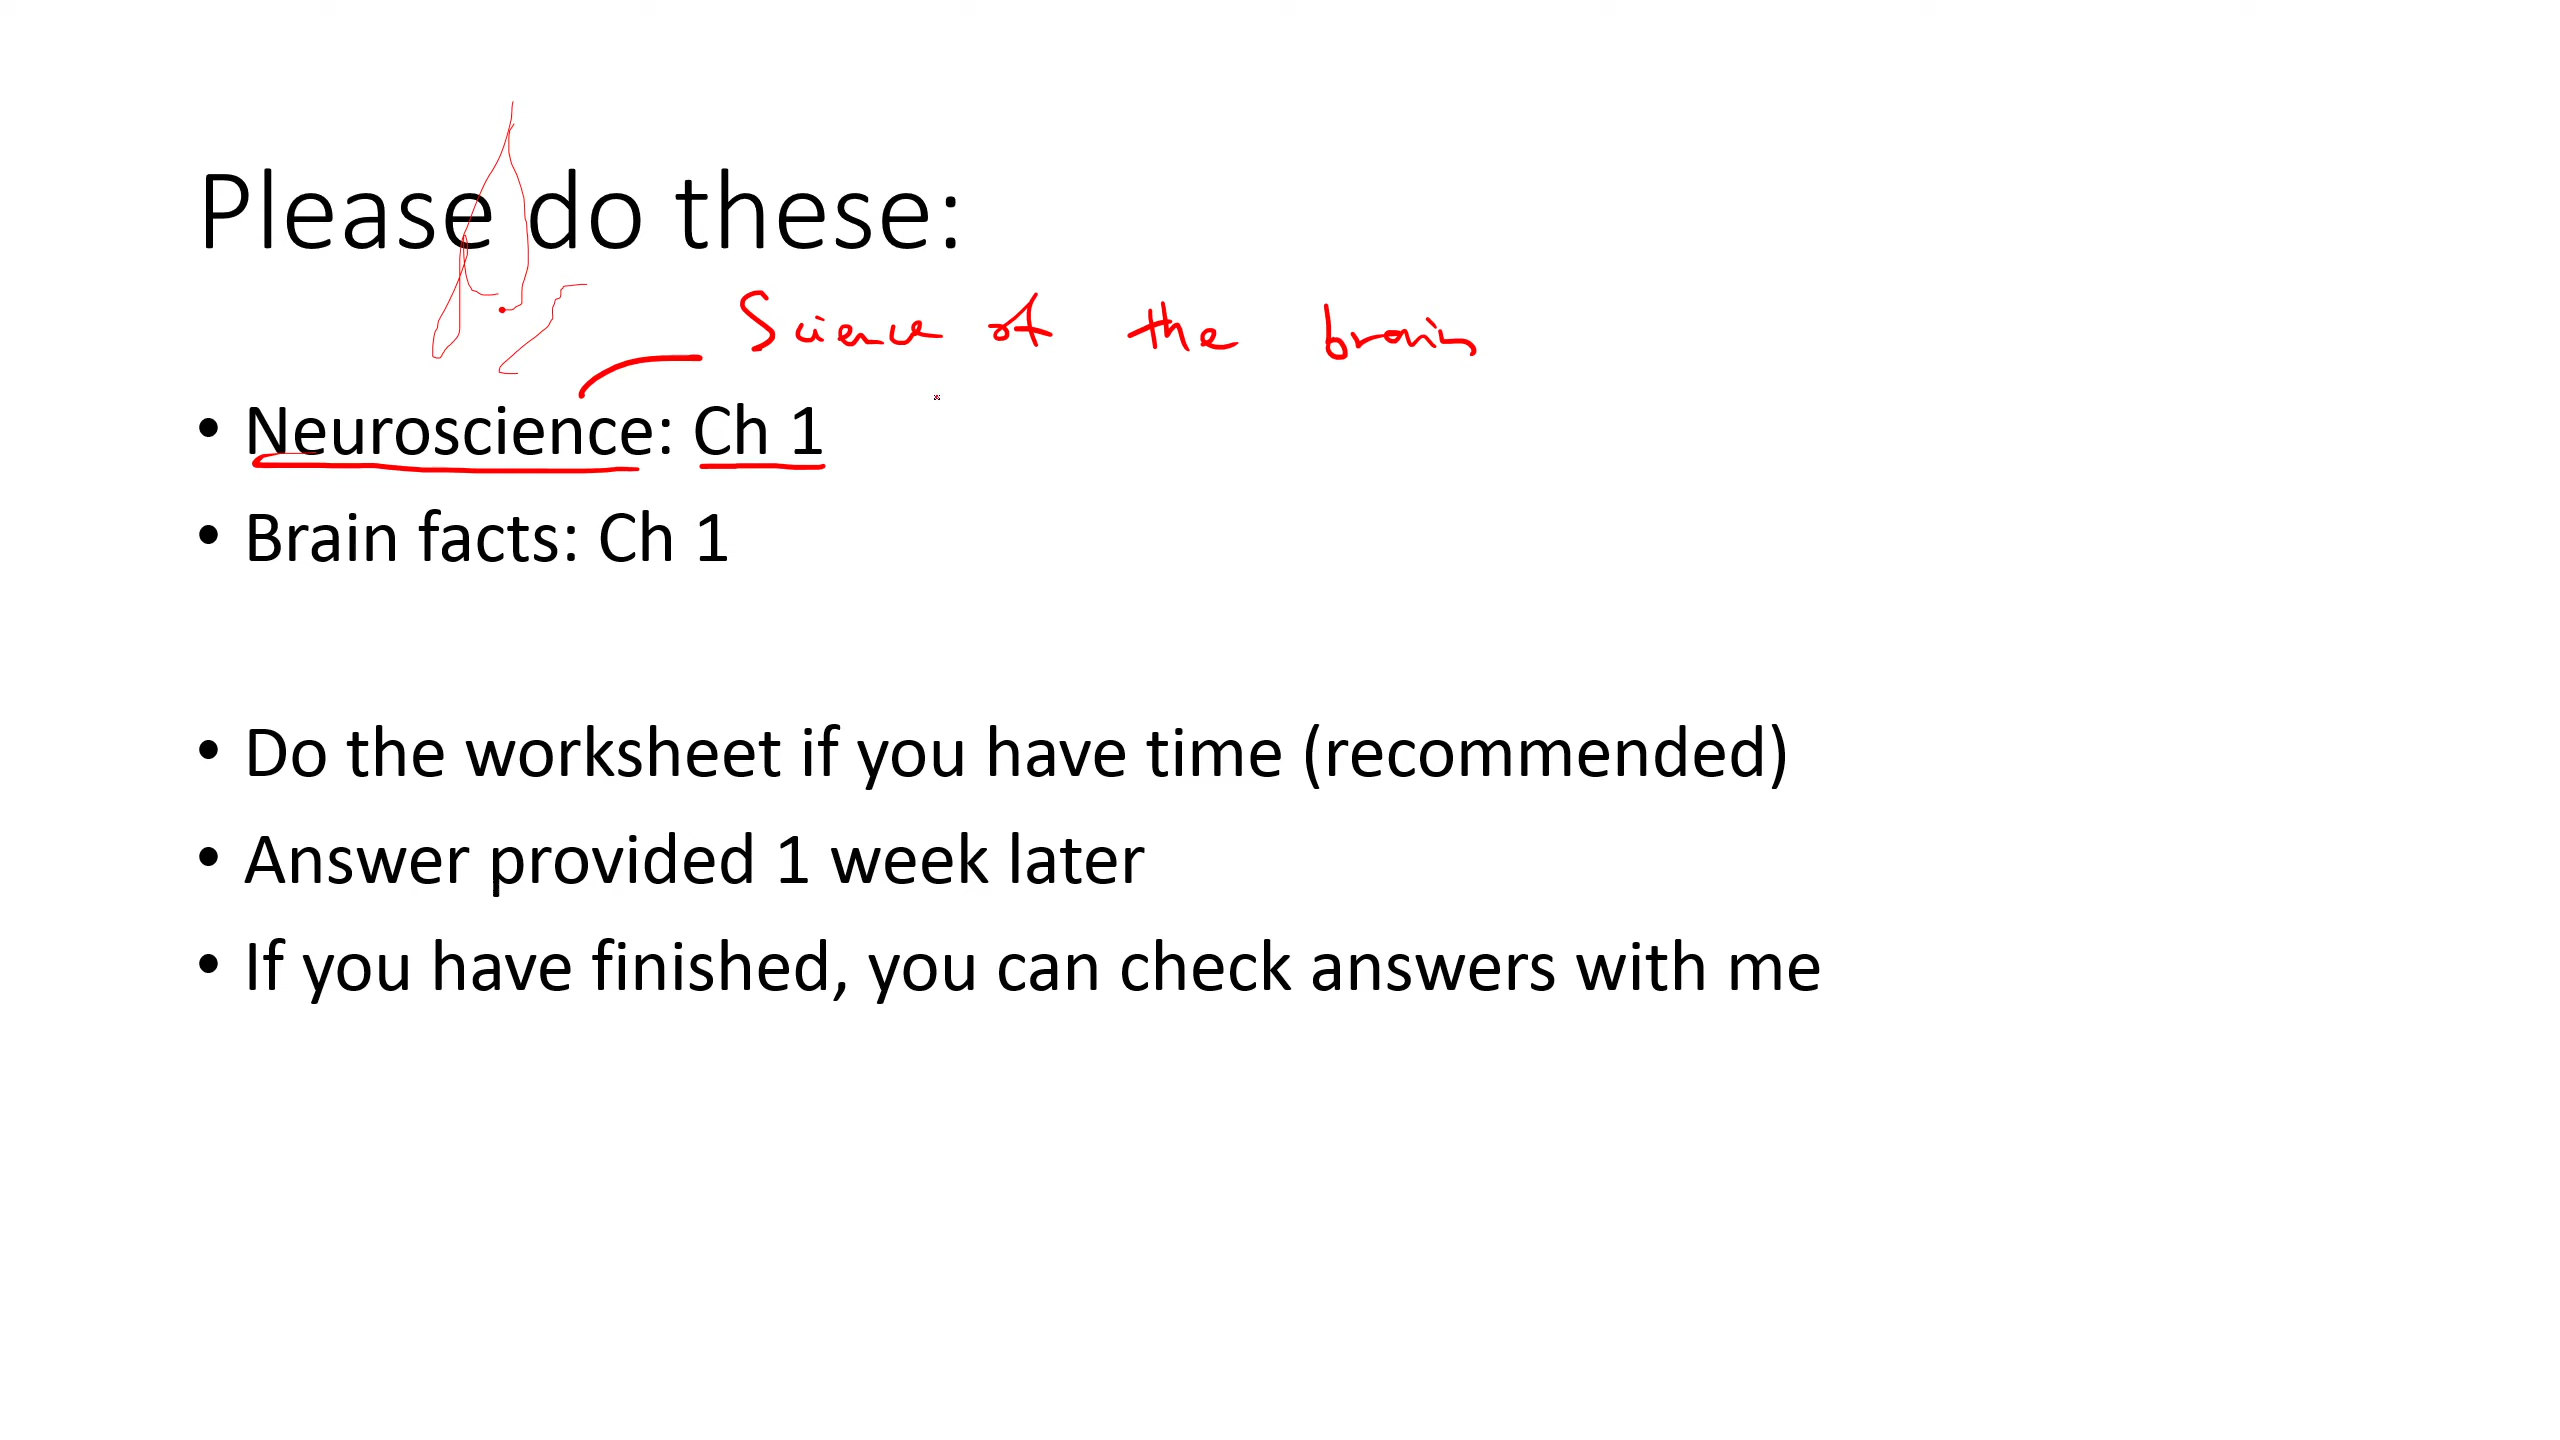 Please do these:
Science of the brain
• Neuroscience: Ch 1
• Brain facts: Ch 1
• Do the worksheet if you have time (recommended)
• Answer provided 1 week later
• If you have finished, you can check answers with me